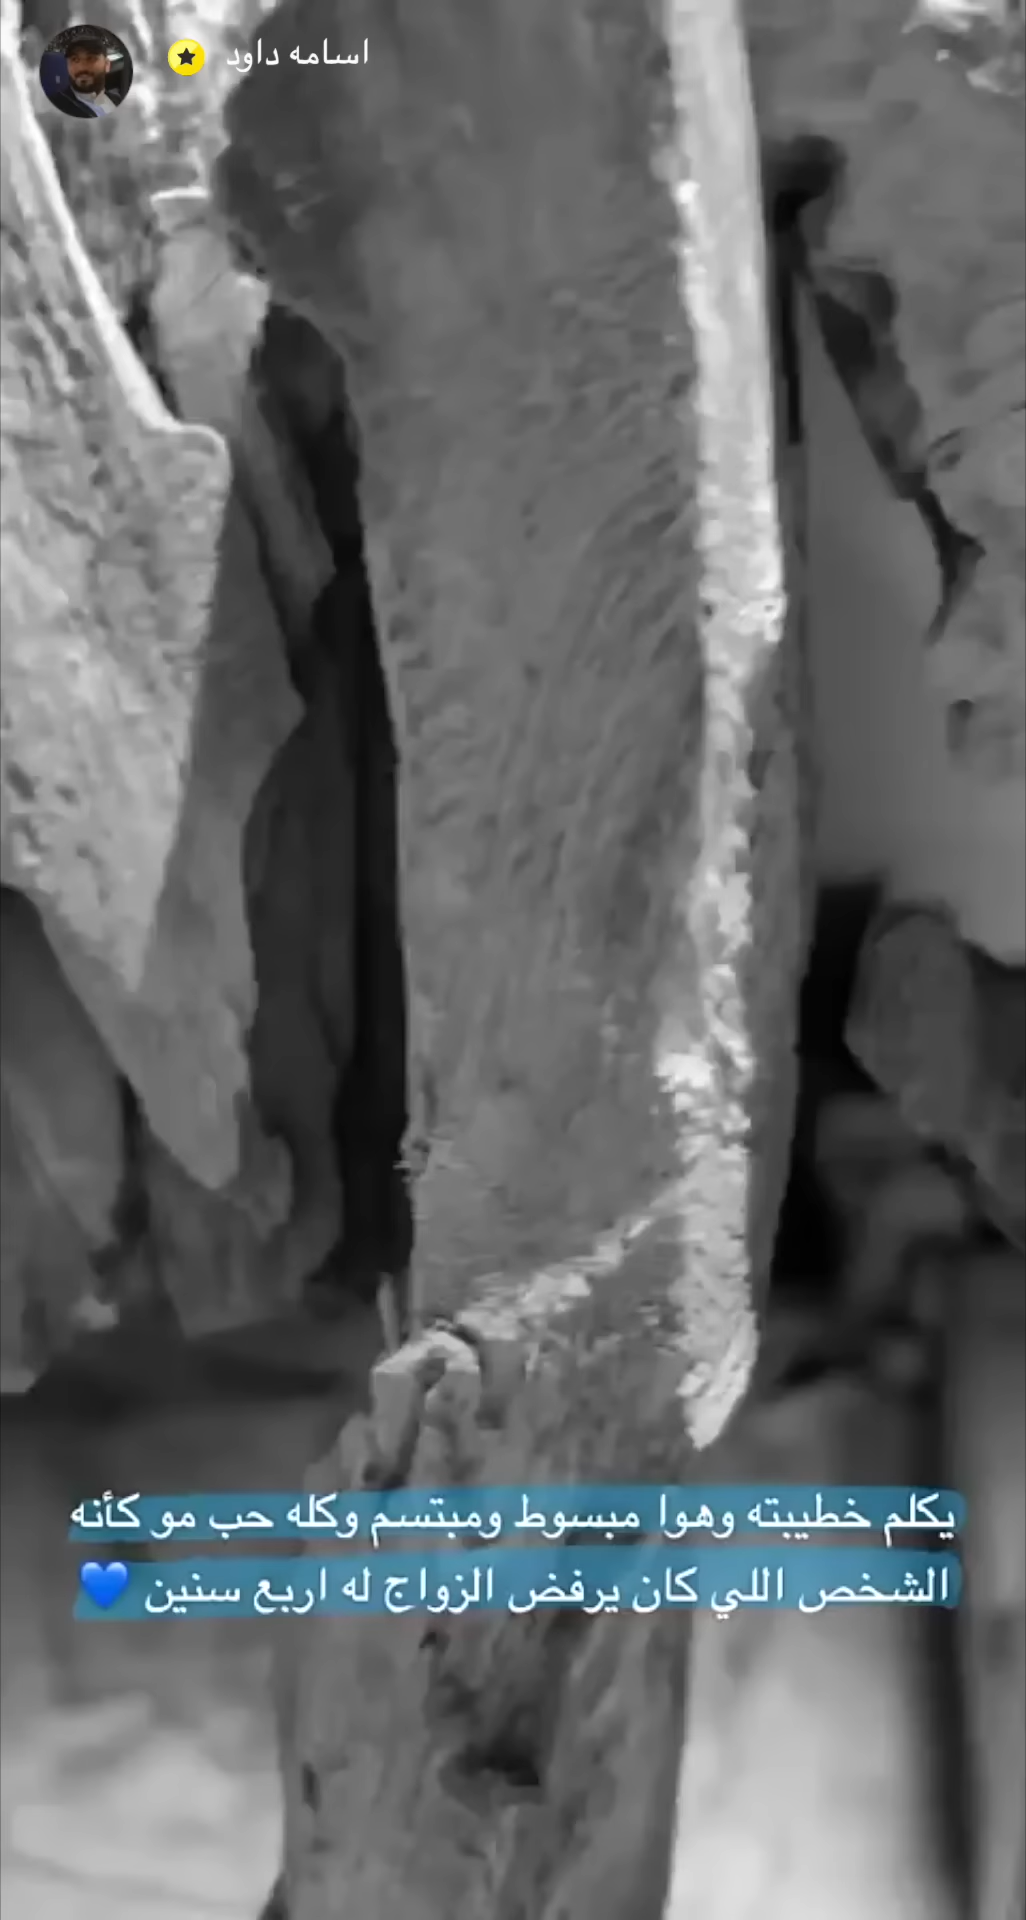 اسامه داود
يكلم خطيبته وهوا مبسوط ومبتسم وكله حب مو كأنه
الشخص اللي كان يرفض الزواج له اربع سنين 💙